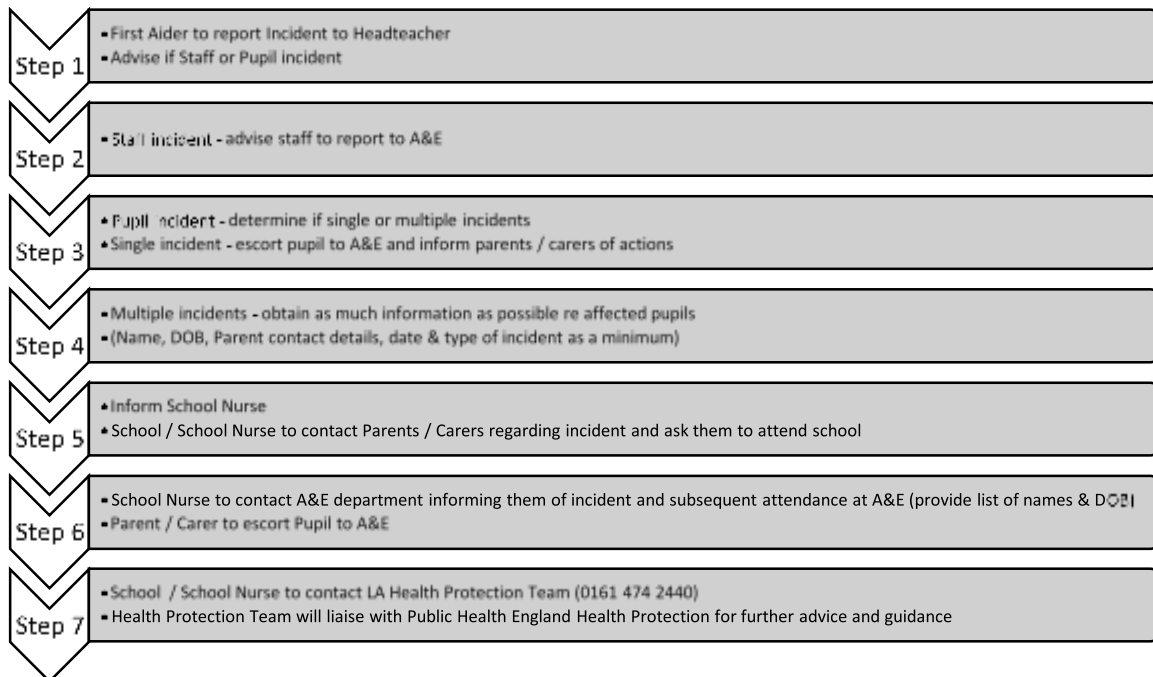 Step 1
▪First Aider to report Incident to Headteacher
▪Advise if Staff or Pupil incident
Step 2
▪Staff incident - advise staff to report to A&E
Step 3
▪Pupil incident - determine if single or multiple incidents
▪Single incident - escort pupil to A&E and inform parents / carers of actions
Step 4
▪Multiple incidents - obtain as much information as possible re affected pupils
▪(Name, DOB, Parent contact details, date & type of incident as a minimum)
Step 5
▪Inform School Nurse
▪School / School Nurse to contact Parents / Carers regarding incident and ask them to attend school
Step 6
▪School Nurse to contact A&E department informing them of incident and subsequent attendance at A&E (provide list of names & DOB)
▪Parent / Carer to escort Pupil to A&E
Step 7
▪School / School Nurse to contact LA Health Protection Team (0161 474 2440)
▪Health Protection Team will liaise with Public Health England Health Protection for further advice and guidance